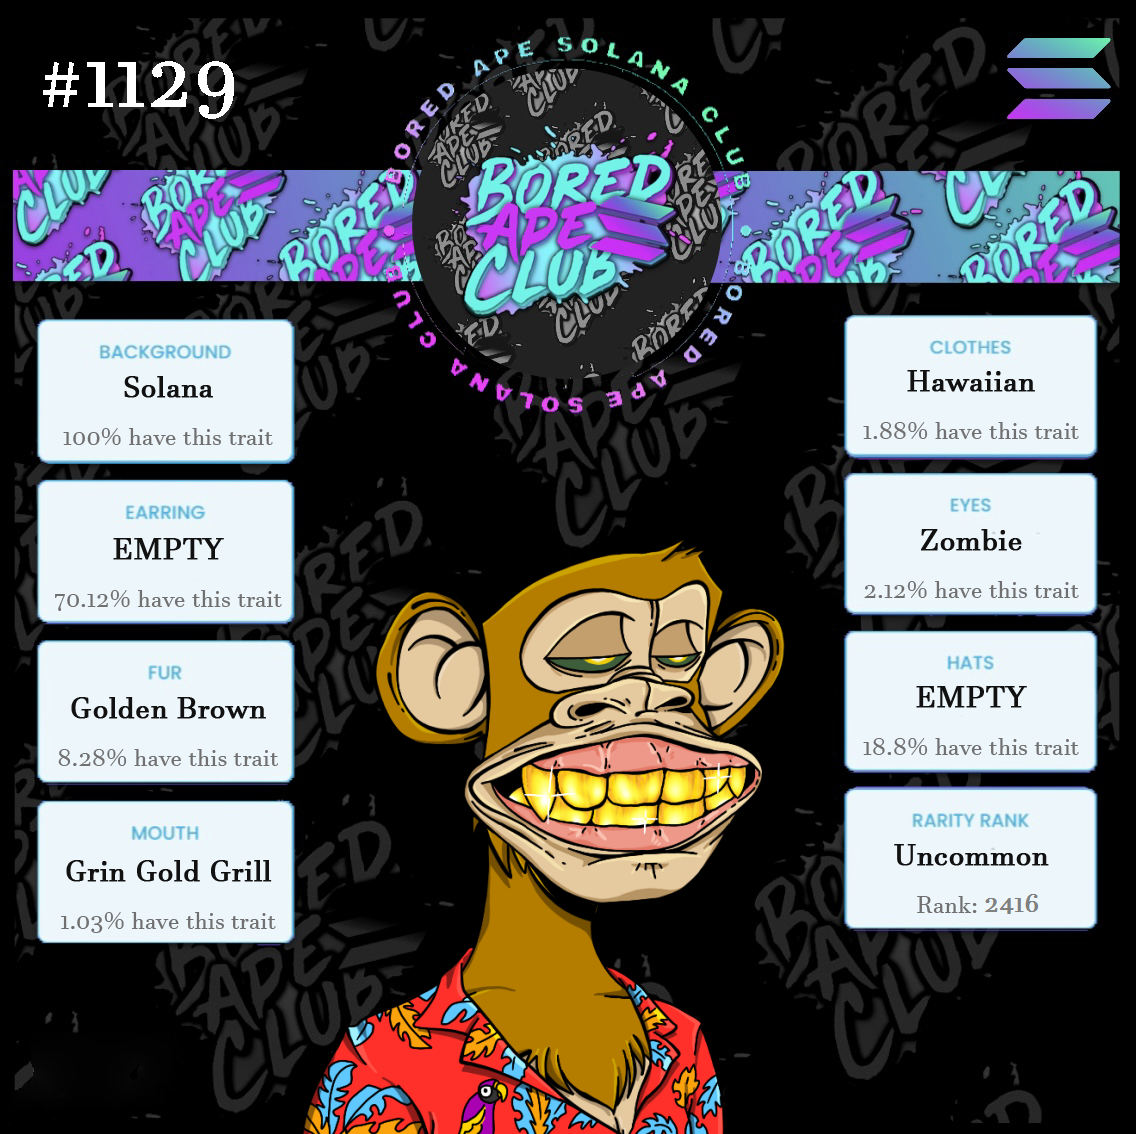 #1129
BORED APE SOLANA CLUB
BORED APE SOLANA CLUB
BORED
APE
CLUB
BACKGROUND
Solana
100% have this trait
EARRING
EMPTY
70.12% have this trait
FUR
Golden Brown
8.28% have this trait
MOUTH
Grin Gold Grill
1.03% have this trait
CLOTHES
Hawaiian
1.88% have this trait
EYES
Zombie
2.12% have this trait
HATS
EMPTY
18.8% have this trait
RARITY RANK
Uncommon
Rank: 2416